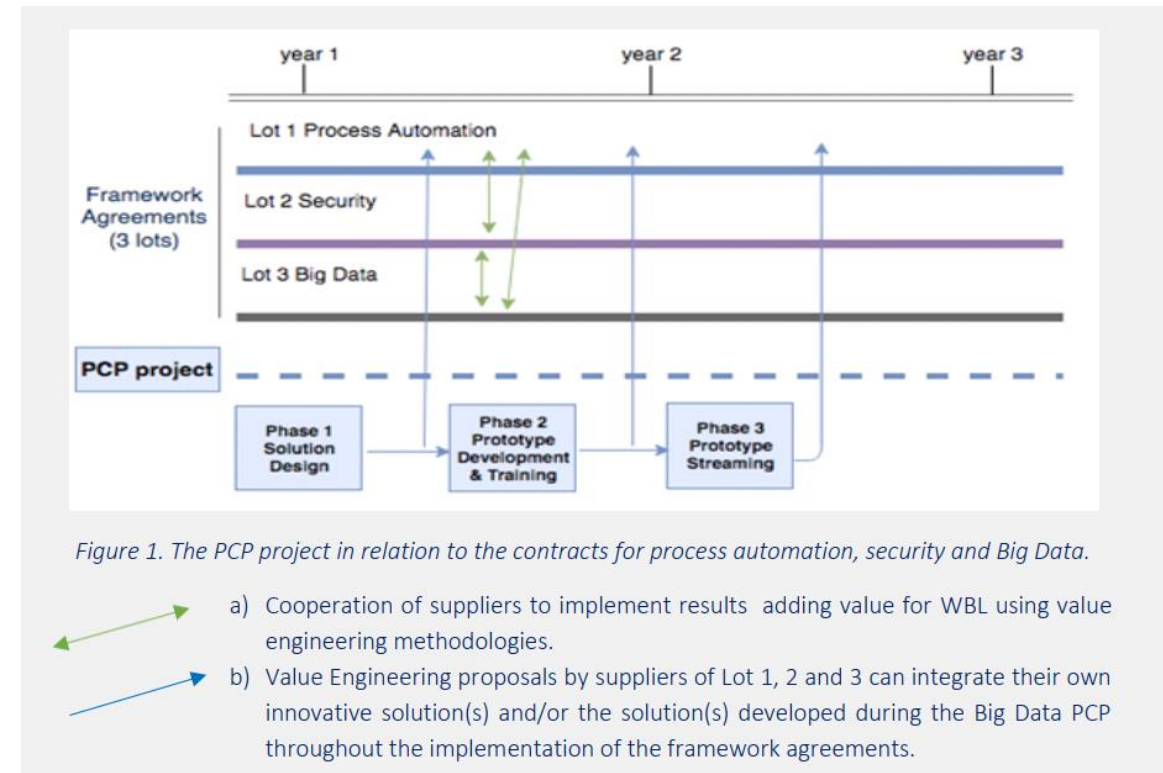 year 1
year 2
year 3
Lot 1 Process Automation
Framework
Agreements
(3 lots)
Lot 2 Security
Lot 3 Big Data
PCP project
Phase 1
Solution
Design
Phase 2
Prototype
Development
& Training
Phase 3
Prototype
Streaming
Figure 1. The PCP project in relation to the contracts for process automation, security and Big Data.
a) Cooperation of suppliers to implement results adding value for WBL using value
engineering methodologies.
b) Value Engineering proposals by suppliers of Lot 1, 2 and 3 can integrate their own
innovative solution(s) and/or the solution(s) developed during the Big Data PCP
throughout the implementation of the framework agreements.